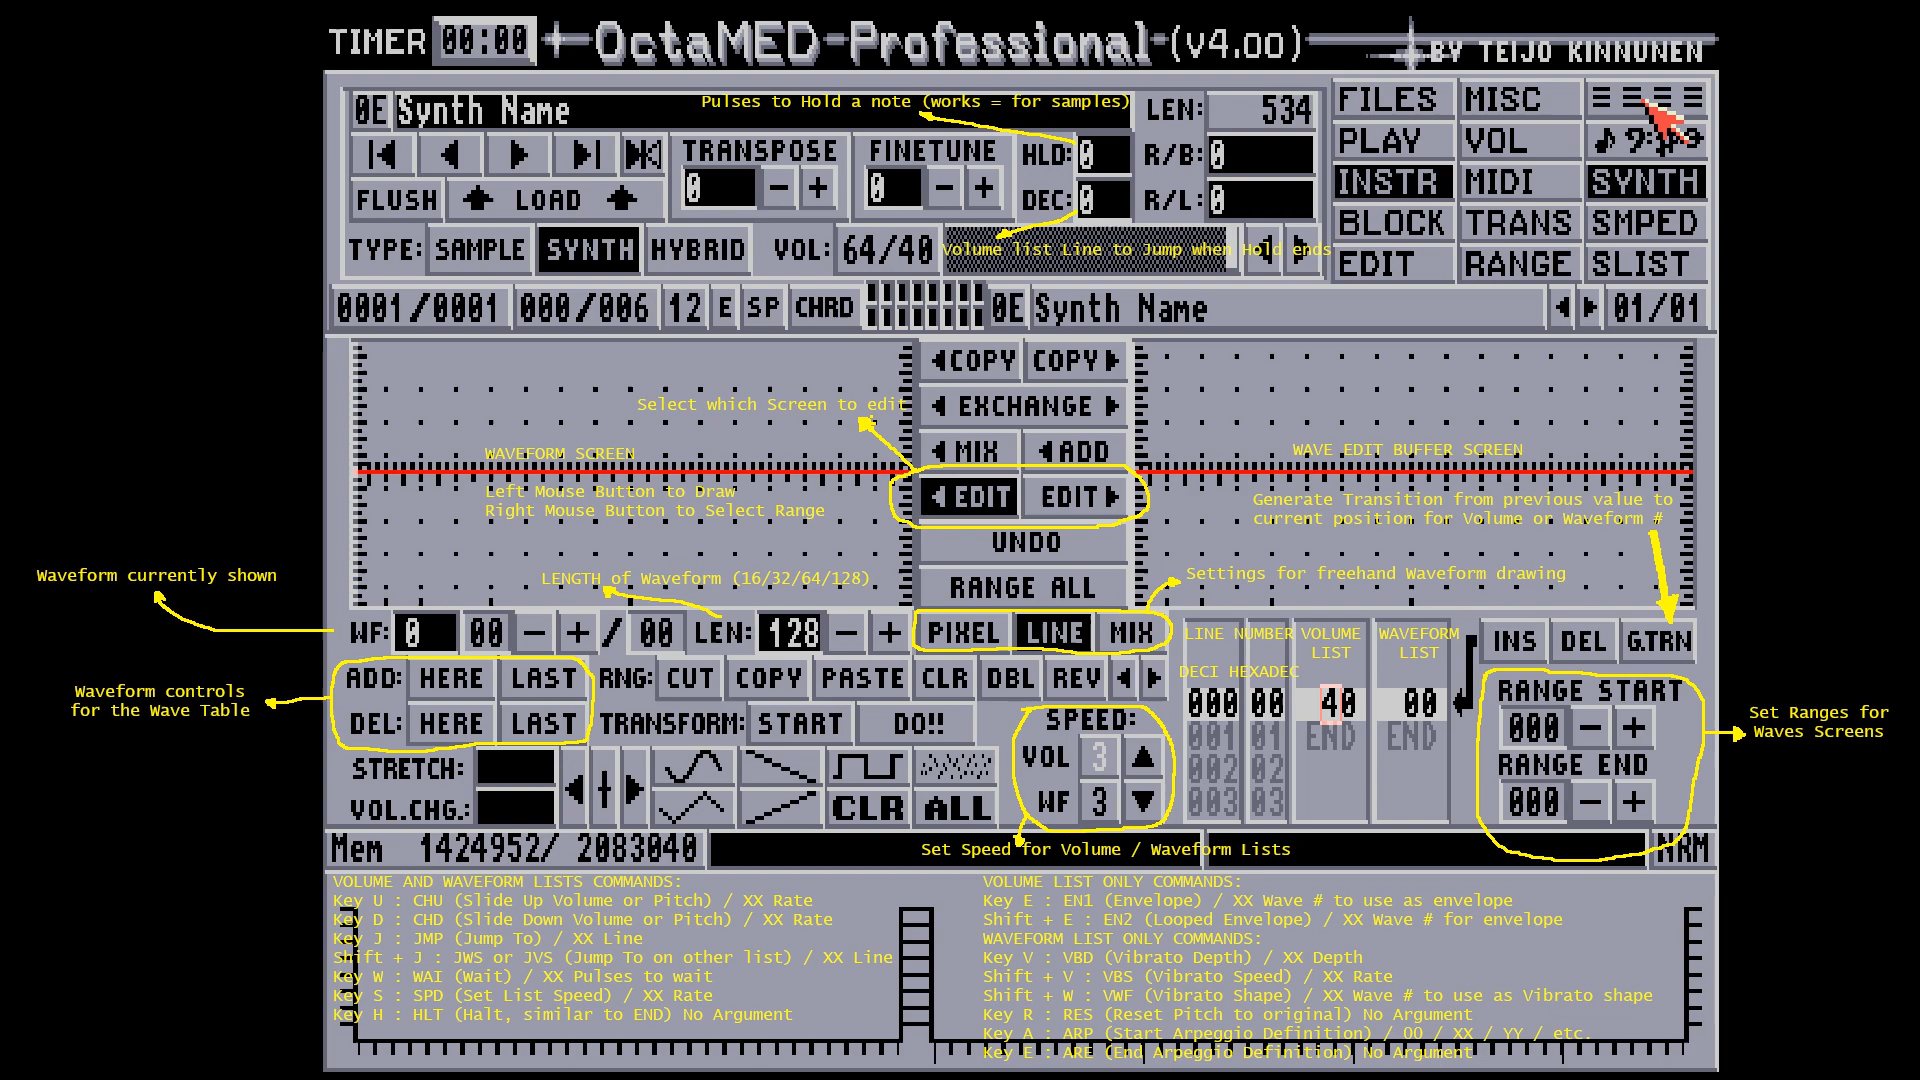 TIMER 00:00 OctaMED Professional (v4.00) BY TEIJO KINNUNEN
0E Synth Name
Pulses to Hold a note (works = for samples)
LEN: 534
FILES MISC
TRANSPOSE
0 - +
FINETUNE
0 - +
HLD: 0
R/B: 0
PLAY VOL
FLUSH LOAD
DEC: 0
R/L: 0
INSTR MIDI SYNTH
BLOCK TRANS SMPED
TYPE: SAMPLE SYNTH HYBRID VOL: 64/40
Volume list Line to Jump when Hold ends
EDIT RANGE SLIST
0001/0001 000/006 12 E SP CHRD 0E Synth Name 01/01
COPY COPY
Select which Screen to edit
EXCHANGE
MIX ADD
WAVEFORM SCREEN
WAVE EDIT BUFFER SCREEN
Left Mouse Button to Draw
Right Mouse Button to Select Range
EDIT EDIT
Generate Transition from previous value to
current position for Volume or Waveform #
UNDO
Waveform currently shown
LENGTH of Waveform (16/32/64/128)
RANGE ALL
Settings for freehand Waveform drawing
WF: 0 00 - + / 00 LEN: 128 - + PIXEL LINE MIX
LINE NUMBER
VOLUME
LIST
WAVEFORM
LIST
INS DEL G.TRN
ADD: HERE LAST RNG: CUT COPY PASTE CLR DBL REV
DECI HEXADEC
000 00 40 00
RANGE START
000 - +
Waveform controls
for the Wave Table
DEL: HERE LAST TRANSFORM: START DO!!
SPEED:
001 01 END END
Set Ranges for
Waves Screens
STRETCH:
VOL 3
002 02
RANGE END
000 - +
VOL.CHG.:
CLR ALL
WF 3
003 03
Mem 1424952/ 2083040
Set Speed for Volume / Waveform Lists
NRM
VOLUME AND WAVEFORM LISTS COMMANDS:
Key U : CHU (Slide Up Volume or Pitch) / XX Rate
Key D : CHD (Slide Down Volume or Pitch) / XX Rate
Key J : JMP (Jump To) / XX Line
Shift + J : JWS or JVS (Jump To on other list) / XX Line
Key W : WAI (Wait) / XX Pulses to wait
Key S : SPD (Set List Speed) / XX Rate
Key H : HLT (Halt, similar to END) No Argument
VOLUME LIST ONLY COMMANDS:
Key E : EN1 (Envelope) / XX Wave # to use as envelope
Shift + E : EN2 (Looped Envelope) / XX Wave # for envelope
WAVEFORM LIST ONLY COMMANDS:
Key V : VBD (Vibrato Depth) / XX Depth
Shift + V : VBS (Vibrato Speed) / XX Rate
Shift + W : VWF (Vibrato Shape) / XX Wave # to use as Vibrato shape
Key R : RES (Reset Pitch to original) No Argument
Key A : ARP (Start Arpeggio Definition) / 00 / XX / YY / etc.
Key E : ARE (End Arpeggio Definition) No Argument